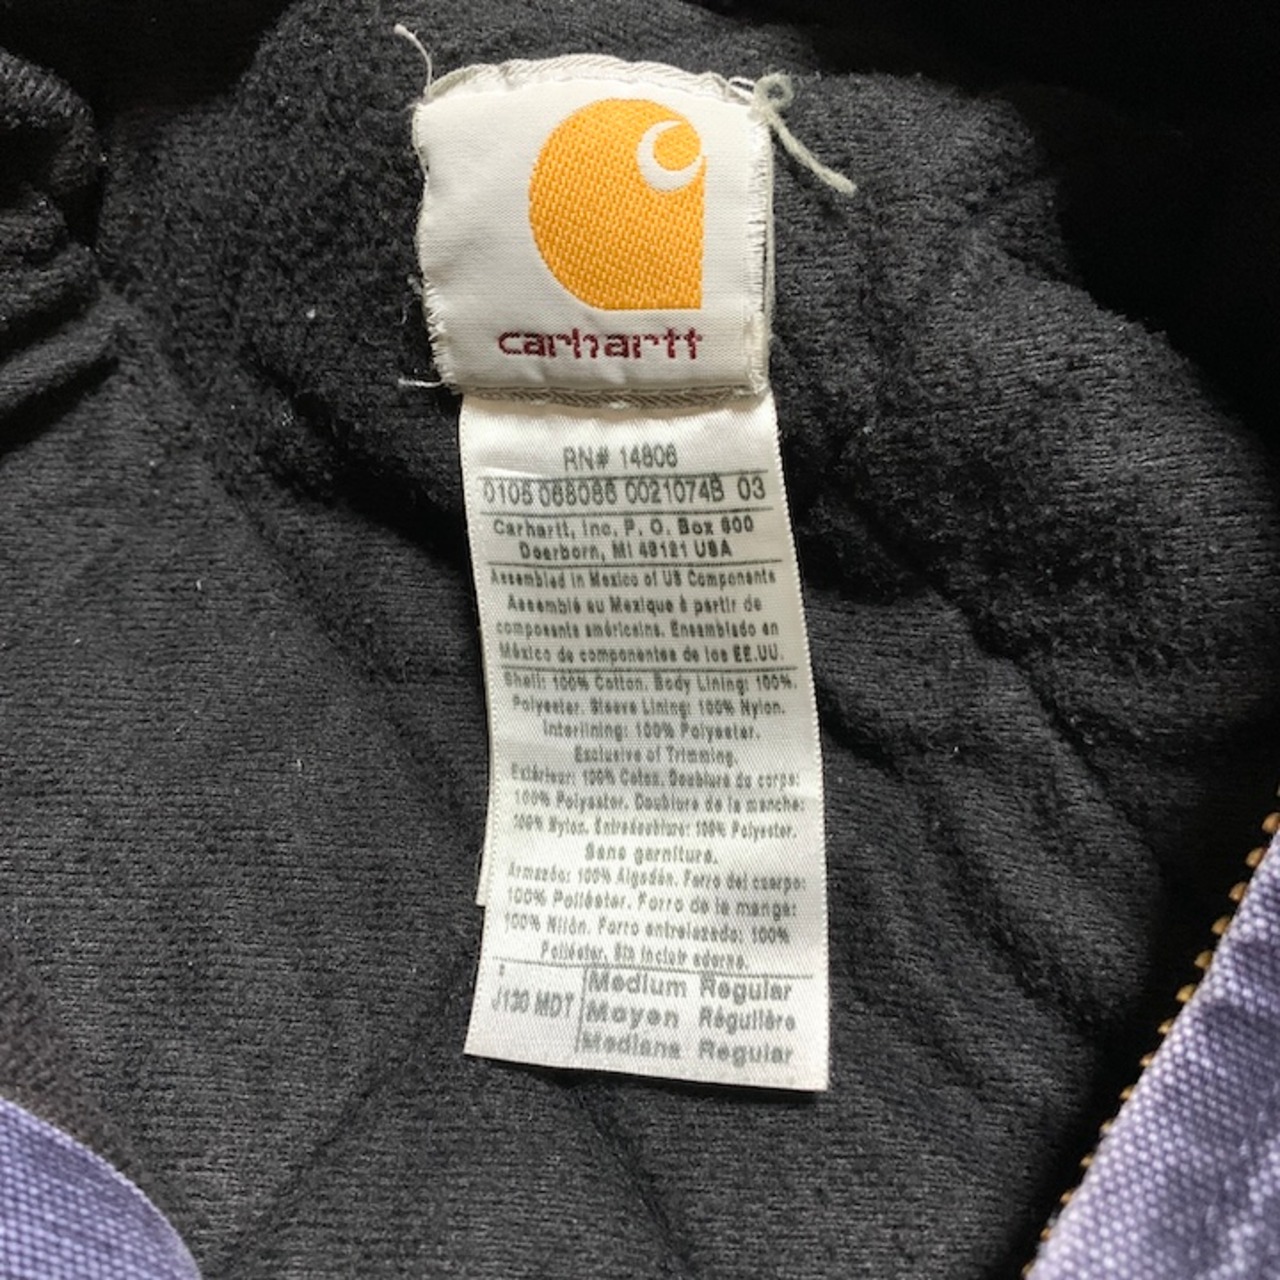 carhartt
RN# 14806
0105 068086 0021074B 03
Carhartt, Inc, P. O. Box 600
Dearborn, MI 48121 USA
Assembled in Mexico of US Components
Assemblé au Mexique à partir de
composants américains. Ensamblado en
México de componentes de los EE.UU.
Shell: 100% Cotton. Body Lining: 100%.
Polyester. Sleeve Lining: 100% Nylon.
Interlining: 100% Polyester.
Exclusive of Trimming.
Extérieur: 100% Coton. Doublure du corps:
100% Polyester. Doublure de la manche:
100% Nylon. Entredoublure: 100% Polyester.
Sans garniture.
Armazón: 100% Algodón. Forro del cuerpo:
100% Poliéster. Forro de la manga:
100% Nilón. Forro entrelazado: 100%
Poliéster. Sin incluir adorno.
J130 MDT
Medium Regular
Moyen Régulière
Mediana Regular